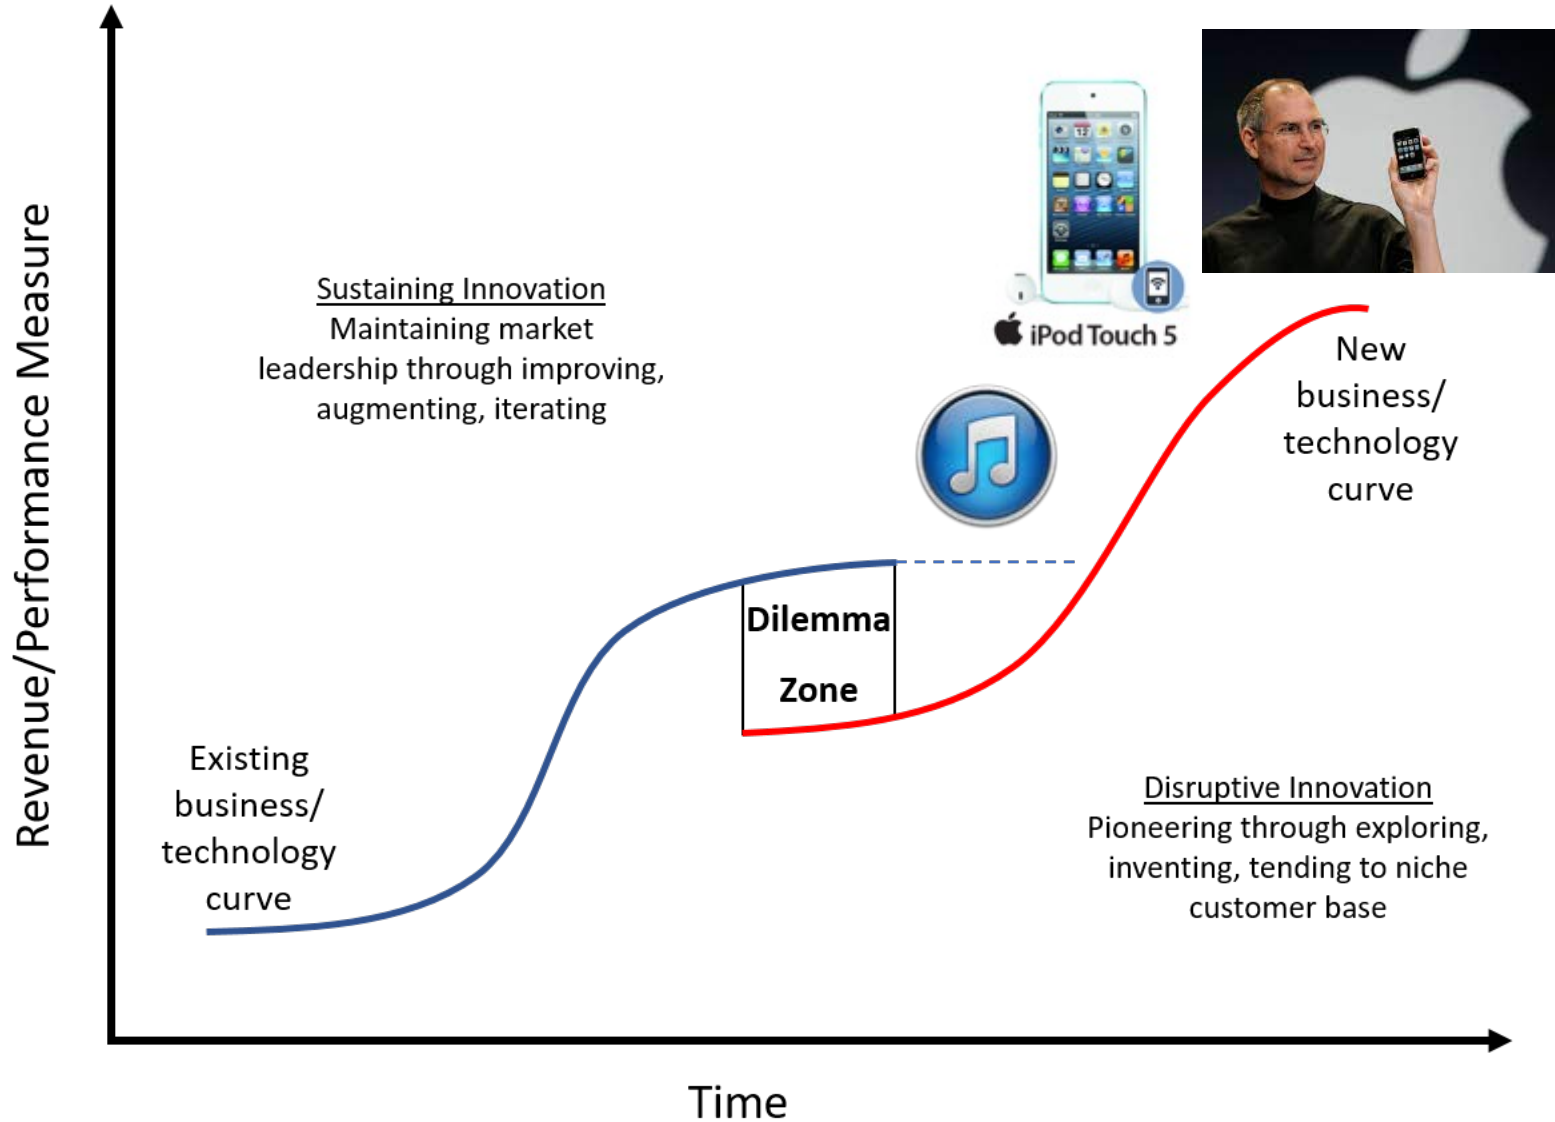 Revenue/Performance Measure
Sustaining Innovation
Maintaining market
leadership through improving,
augmenting, iterating
iPod Touch 5
New
business/
technology
curve
Dilemma
Zone
Existing
business/
technology
curve
Disruptive Innovation
Pioneering through exploring,
inventing, tending to niche
customer base
Time